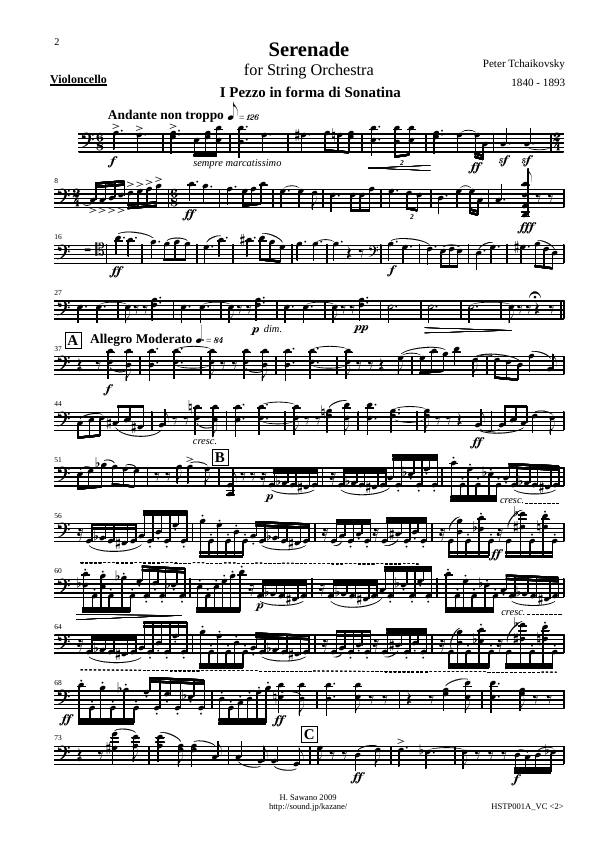 2
Serenade
for String Orchestra
Peter Tchaikovsky
Violoncello
1840 - 1893
I Pezzo in forma di Sonatina
Andante non troppo = 126
f sempre marcatissimo 2 ff sf sf
8
ff 2 fff
16
ff f
27
p dim. pp
A Allegro Moderato = 84
37
f
44
cresc. ff
51
B
p cresc.
56
ff
60
p cresc.
64
ff
68
ff ff
73
C
ff f
H. Sawano 2009
http://sound.jp/kazane/
HSTP001A_VC <2>